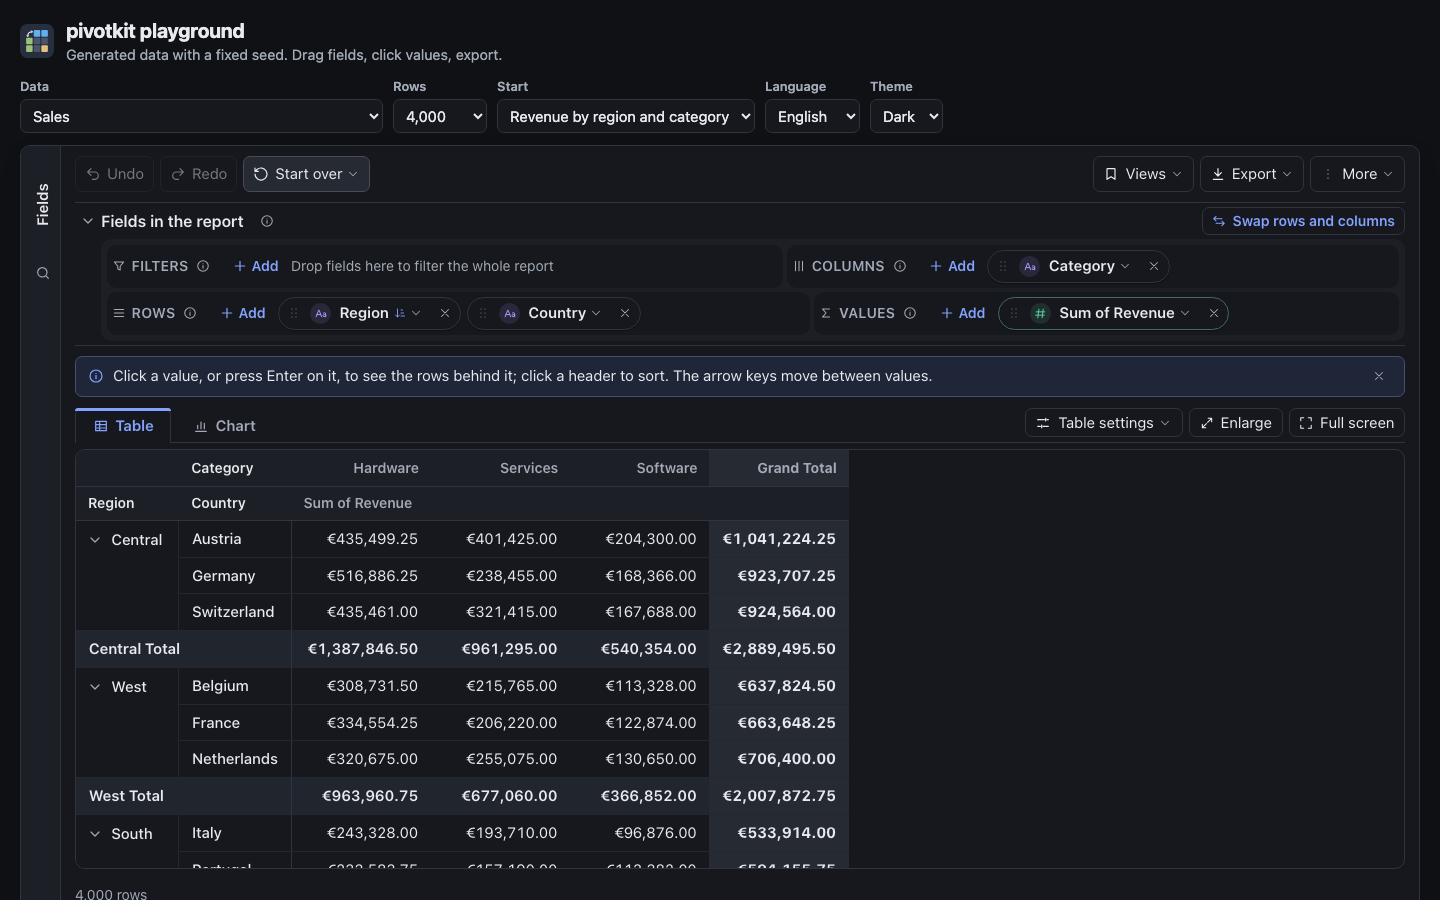 pivotkit playground
Generated data with a fixed seed. Drag fields, click values, export.
Data Rows Start Language Theme
Sales 4,000 Revenue by region and category English Dark
Fields
Undo Redo Start over Views Export More
Fields in the report Swap rows and columns
FILTERS Add Drop fields here to filter the whole report COLUMNS Add Aa Category
ROWS Add Aa Region Aa Country VALUES Add # Sum of Revenue
Click a value, or press Enter on it, to see the rows behind it; click a header to sort. The arrow keys move between values.
Table Chart Table settings Enlarge Full screen
Category Hardware Services Software Grand Total
Region Country Sum of Revenue
Central Austria €435,499.25 €401,425.00 €204,300.00 €1,041,224.25
Germany €516,886.25 €238,455.00 €168,366.00 €923,707.25
Switzerland €435,461.00 €321,415.00 €167,688.00 €924,564.00
Central Total €1,387,846.50 €961,295.00 €540,354.00 €2,889,495.50
West Belgium €308,731.50 €215,765.00 €113,328.00 €637,824.50
France €334,554.25 €206,220.00 €122,874.00 €663,648.25
Netherlands €320,675.00 €255,075.00 €130,650.00 €706,400.00
West Total €963,960.75 €677,060.00 €366,852.00 €2,007,872.75
South Italy €243,328.00 €193,710.00 €96,876.00 €533,914.00
4,000 rows